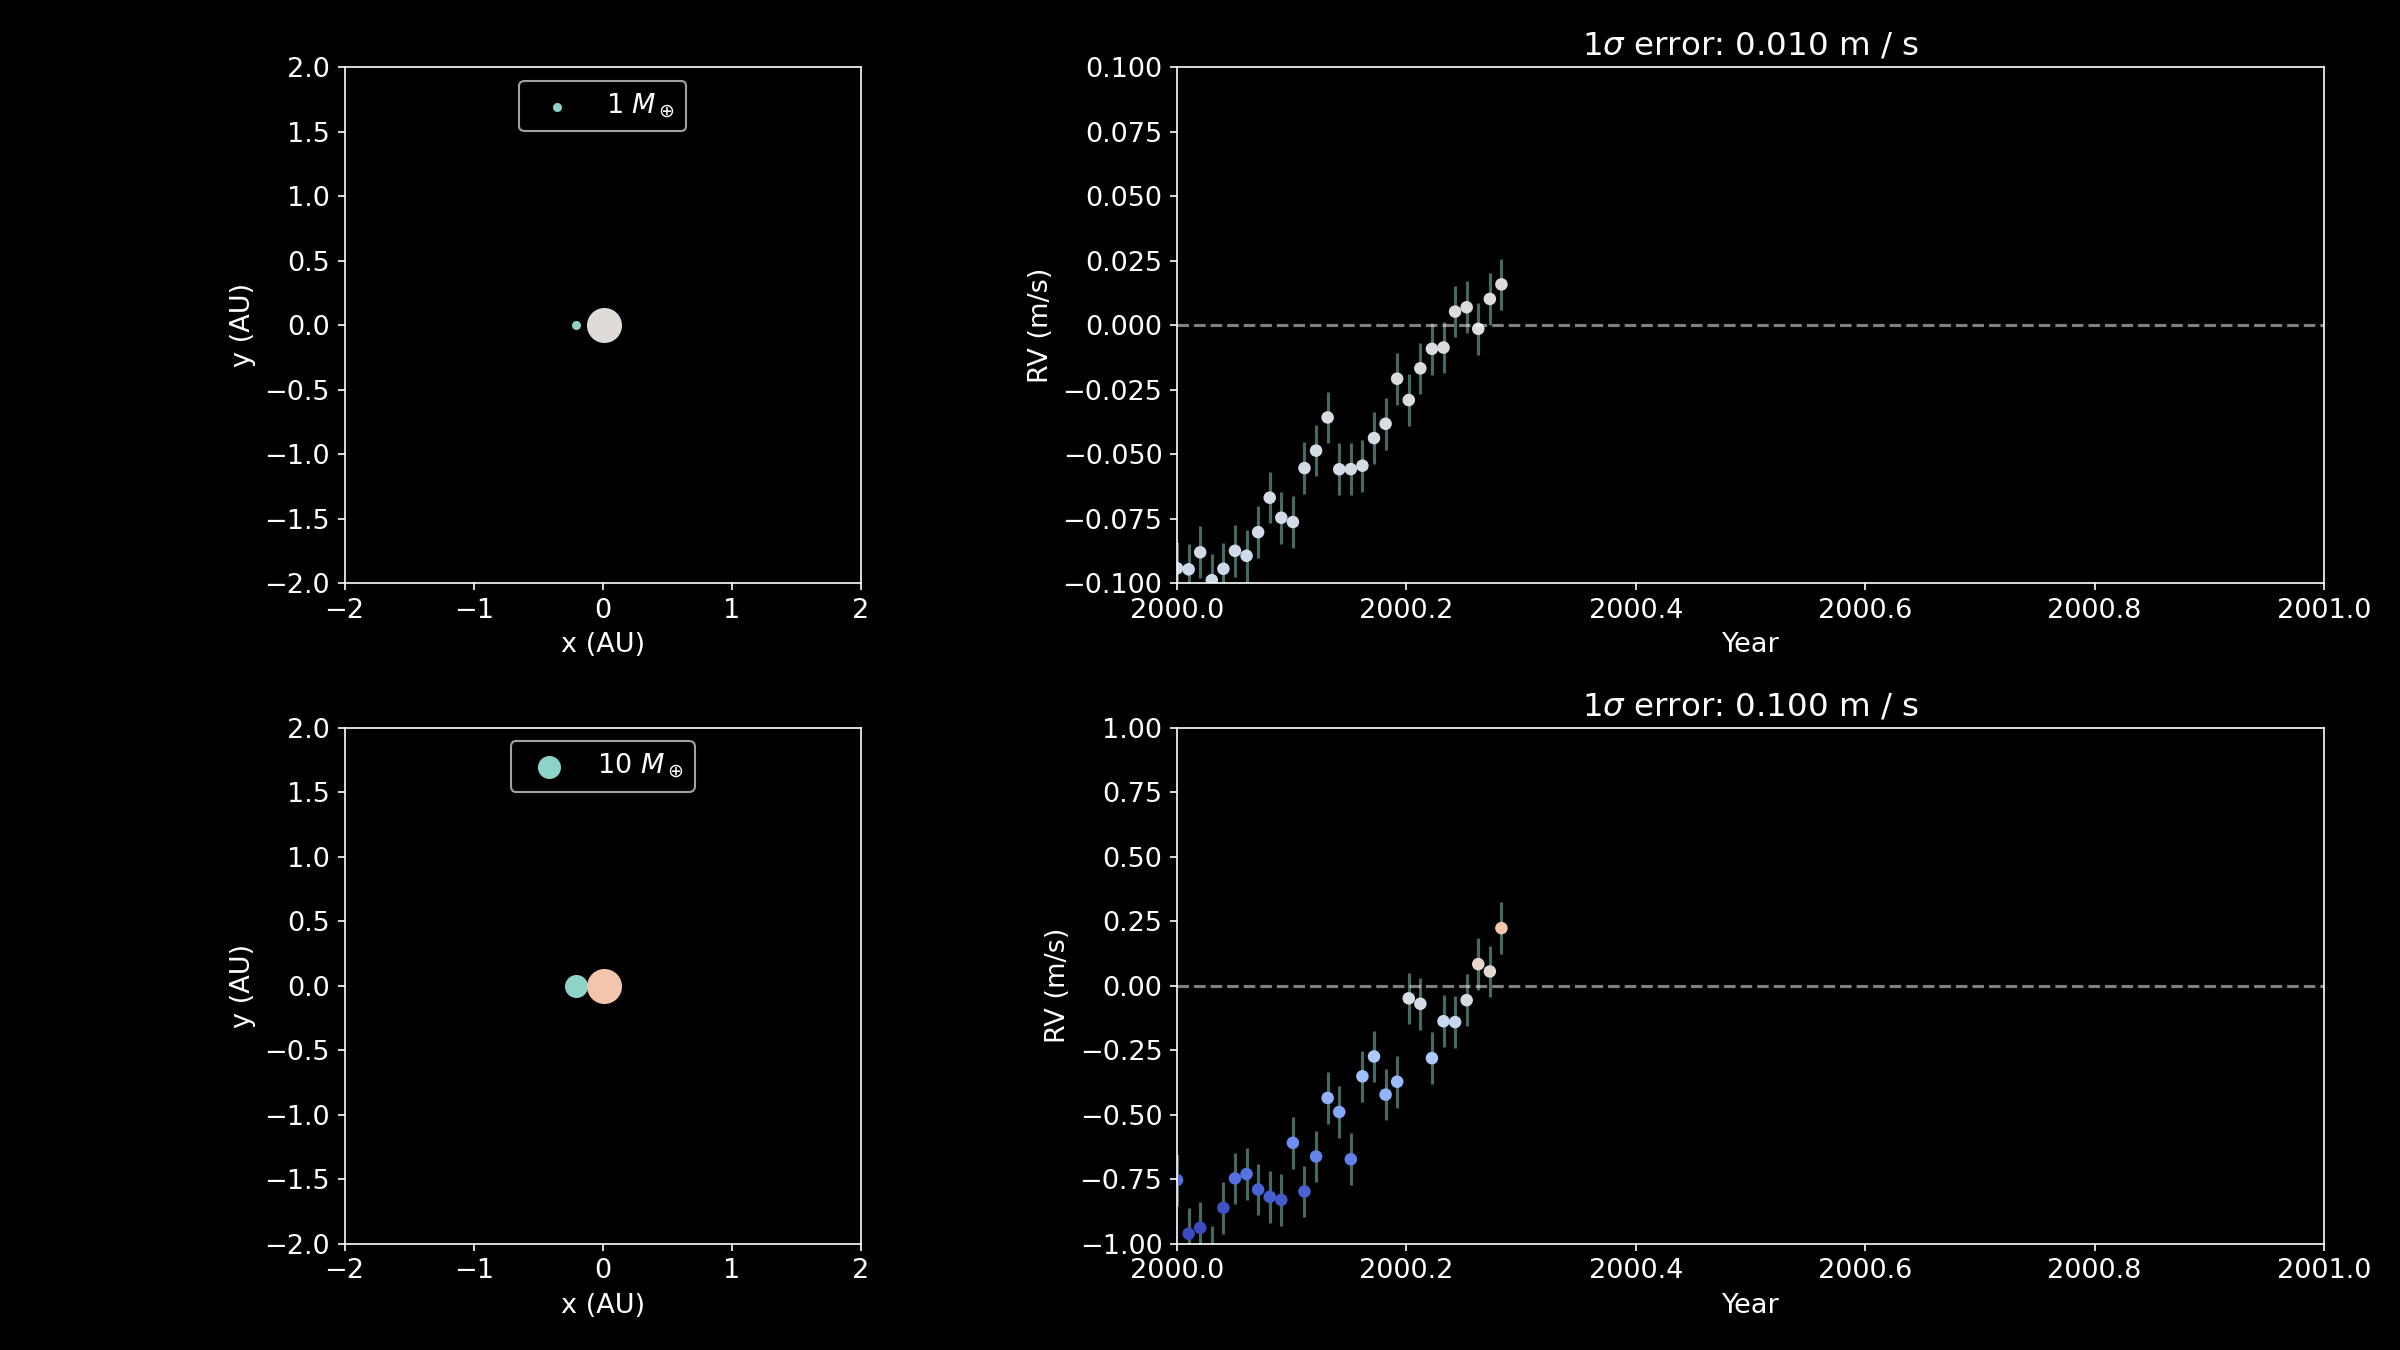 1σ error: 0.010 m / s
1 M⊕
2.0
1.5
1.0
0.5
0.0
−0.5
−1.0
−1.5
−2.0
y (AU)
−2 −1 0 1 2
x (AU)
0.100
0.075
0.050
0.025
0.000
−0.025
−0.050
−0.075
−0.100
RV (m/s)
2000.0 2000.2 2000.4 2000.6 2000.8 2001.0
Year
1σ error: 0.100 m / s
10 M⊕
2.0
1.5
1.0
0.5
0.0
−0.5
−1.0
−1.5
−2.0
y (AU)
−2 −1 0 1 2
x (AU)
1.00
0.75
0.50
0.25
0.00
−0.25
−0.50
−0.75
−1.00
RV (m/s)
2000.0 2000.2 2000.4 2000.6 2000.8 2001.0
Year